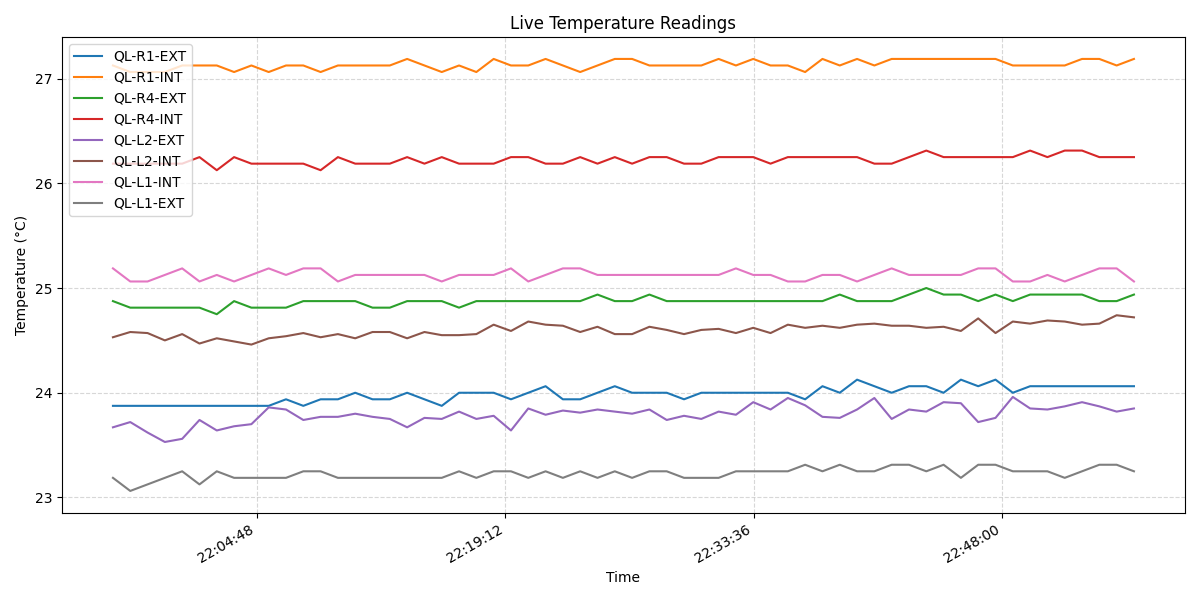 Live Temperature Readings
QL-R1-EXT
QL-R1-INT
QL-R4-EXT
QL-R4-INT
QL-L2-EXT
QL-L2-INT
QL-L1-INT
QL-L1-EXT
Temperature (°C)
27
26
25
24
23
22:04:48
22:19:12
22:33:36
22:48:00
Time